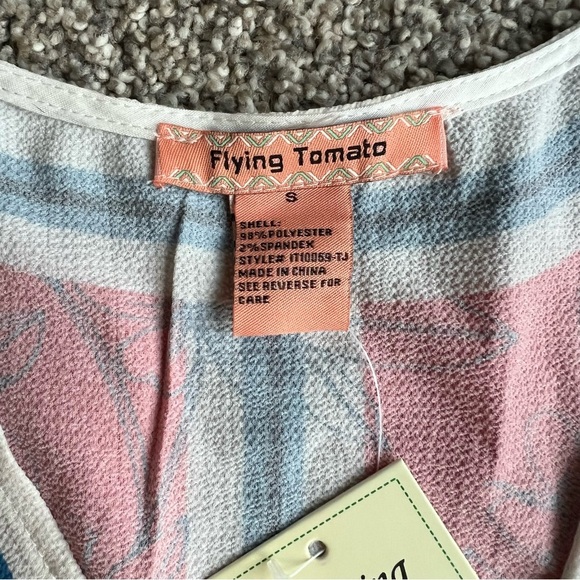 Flying Tomato
S
SHELL:
98%POLYESTER
2%SPANDEX
STYLE# IT10059-TJ
MADE IN CHINA
SEE REVERSE FOR
CARE